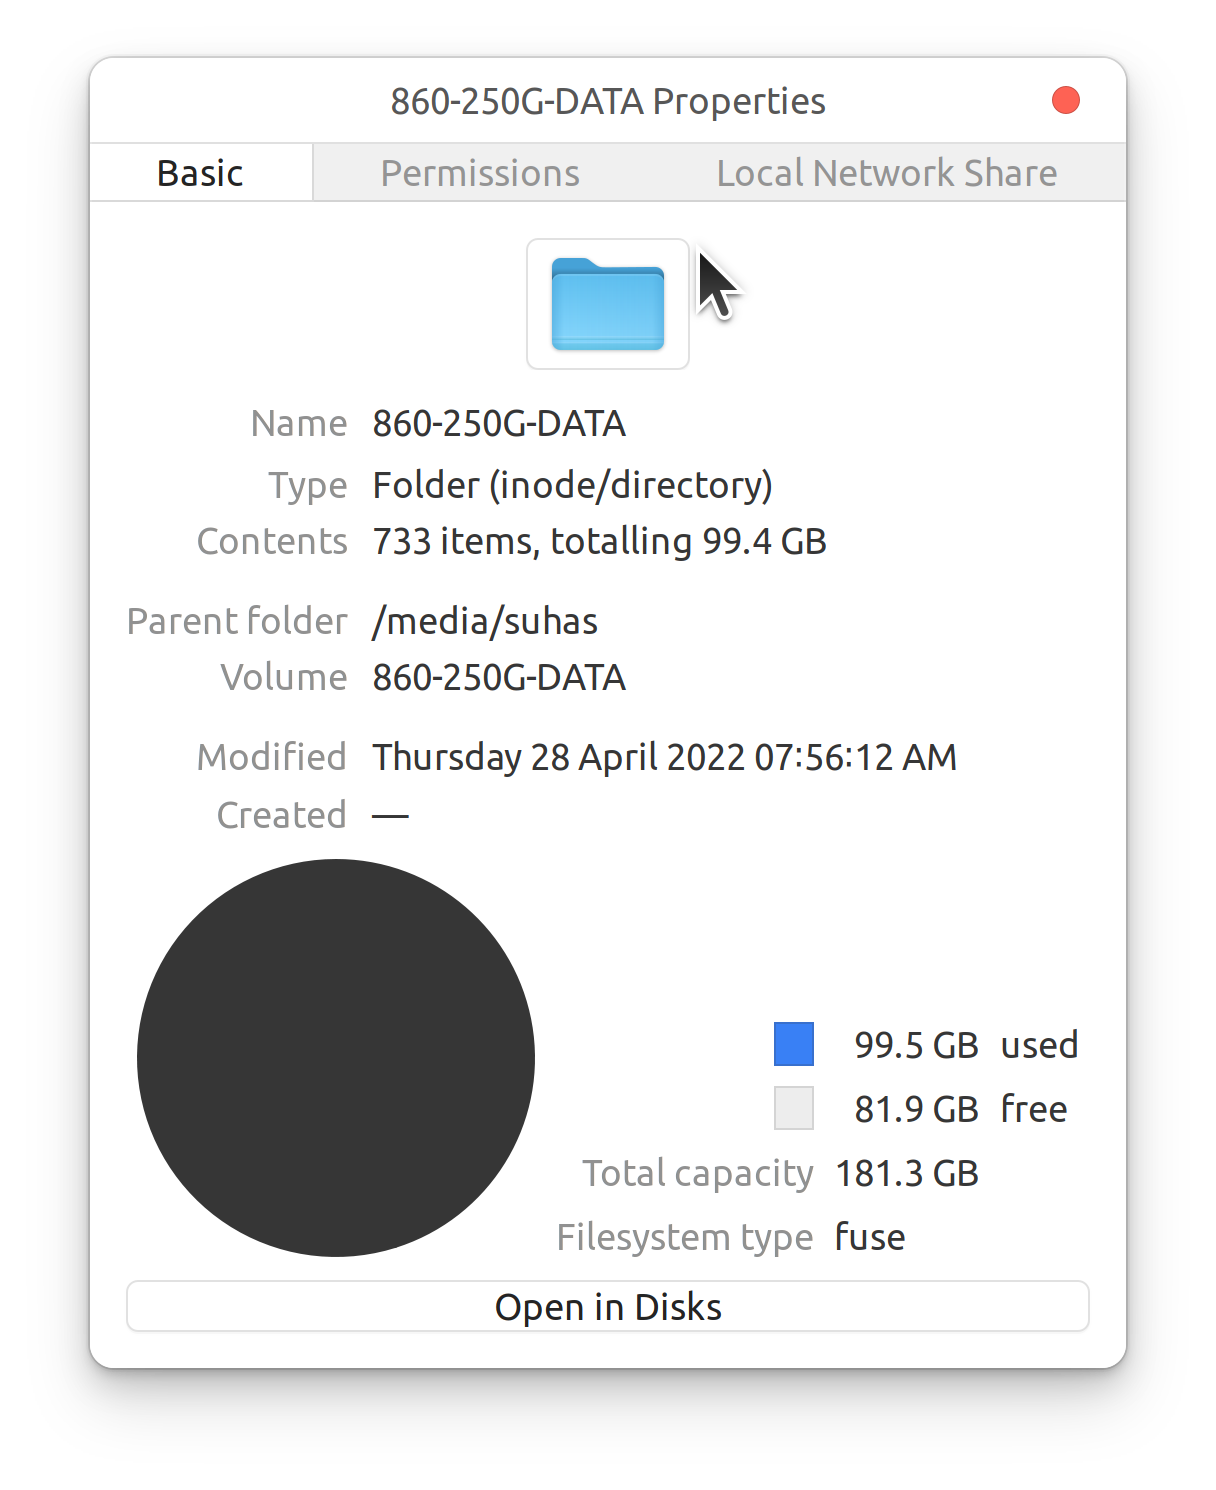 860-250G-DATA Properties
Basic Permissions Local Network Share
Name 860-250G-DATA
Type Folder (inode/directory)
Contents 733 items, totalling 99.4 GB
Parent folder /media/suhas
Volume 860-250G-DATA
Modified Thursday 28 April 2022 07:56:12 AM
Created —
99.5 GB used
81.9 GB free
Total capacity 181.3 GB
Filesystem type fuse
Open in Disks